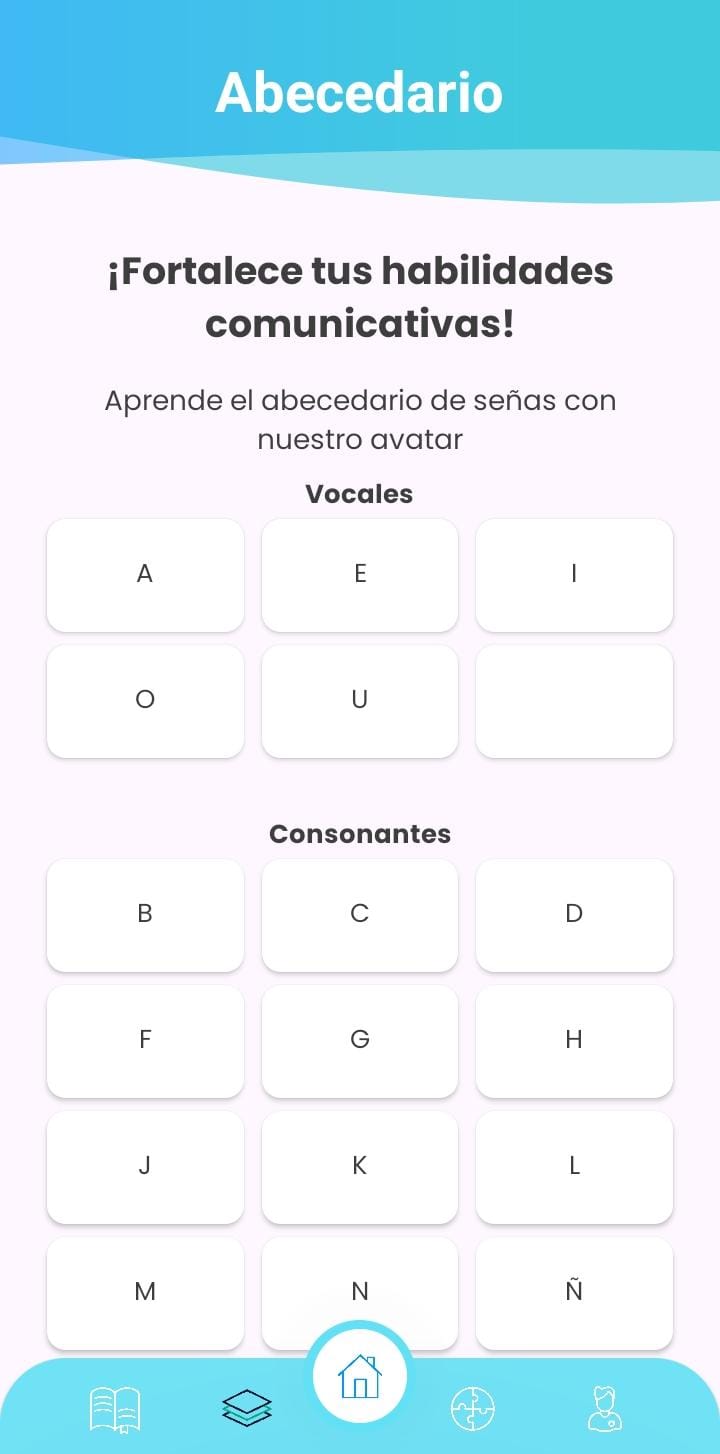 Abecedario
¡Fortalece tus habilidades
comunicativas!
Aprende el abecedario de señas con
nuestro avatar
Vocales
A E I
O U
Consonantes
B C D
F G H
J K L
M N Ñ